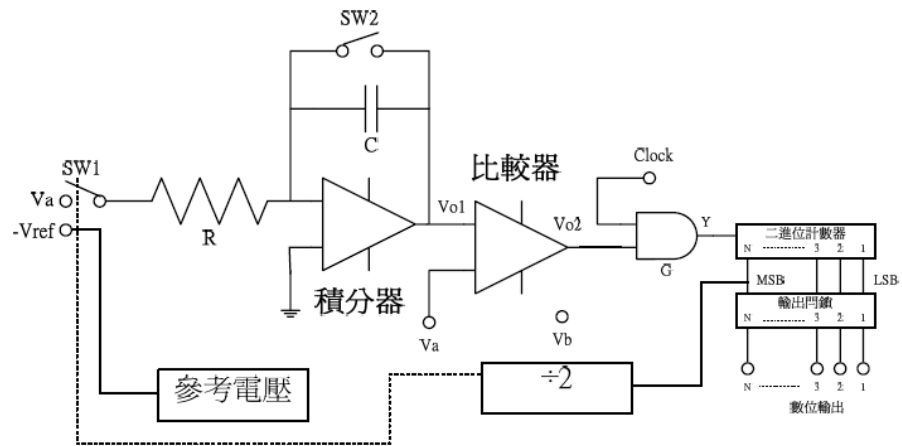 SW2
C
SW1
Va
-Vref
R
積分器
Vo1
比較器
Va
Vo2
Vb
Clock
G
Y
二進位計數器
N ............ 3 2 1
MSB
LSB
輸出閂鎖
N ............ 3 2 1
N ............ 3 2 1
數位輸出
÷2
參考電壓